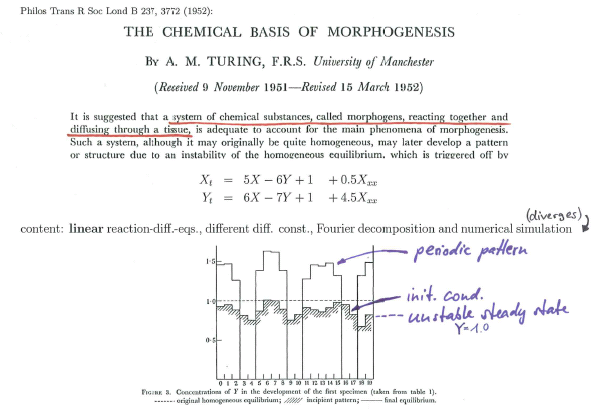 Philos Trans R Soc Lond B 237, 3772 (1952):
THE CHEMICAL BASIS OF MORPHOGENESIS
By A. M. TURING, F.R.S. University of Manchester
(Received 9 November 1951—Revised 15 March 1952)
It is suggested that a system of chemical substances, called morphogens, reacting together and
diffusing through a tissue, is adequate to account for the main phenomena of morphogenesis.
Such a system, although it may originally be quite homogeneous, may later develop a pattern
or structure due to an instability of the homogeneous equilibrium, which is triggered off by
X_t = 5X − 6Y + 1 + 0.5X_xx
Y_t = 6X − 7Y + 1 + 4.5X_xx
(diverges)
content: linear reaction-diff.-eqs., different diff. const., Fourier decomposition and numerical simulation
periodic pattern
1·5
init. cond.
1·0
unstable steady state
Y=1.0
0·5
0 1 2 3 4 5 6 7 8 9 10 11 12 13 14 15 16 17 18 19
Figure 3. Concentrations of Y in the development of the first specimen (taken from table 1).
------- original homogeneous equilibrium; ///// incipient pattern; —— final equilibrium.